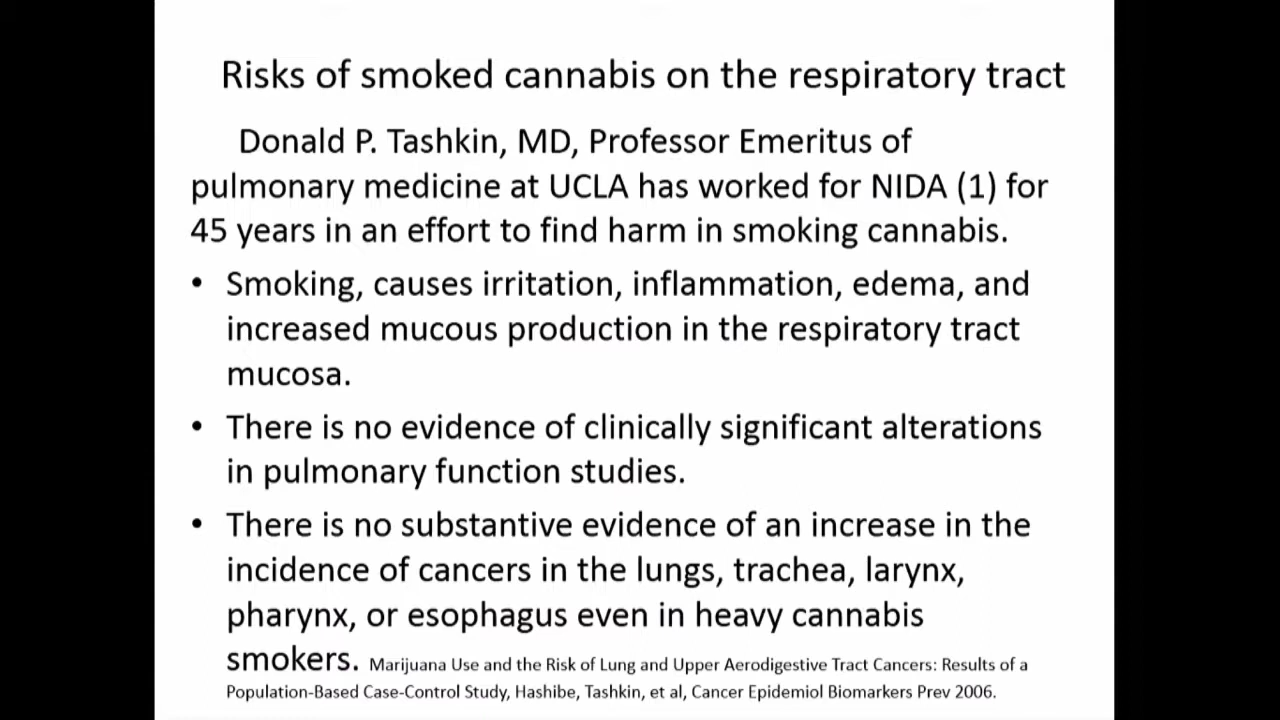 Risks of smoked cannabis on the respiratory tract
Donald P. Tashkin, MD, Professor Emeritus of
pulmonary medicine at UCLA has worked for NIDA (1) for
45 years in an effort to find harm in smoking cannabis.
• Smoking, causes irritation, inflammation, edema, and
increased mucous production in the respiratory tract
mucosa.
• There is no evidence of clinically significant alterations
in pulmonary function studies.
• There is no substantive evidence of an increase in the
incidence of cancers in the lungs, trachea, larynx,
pharynx, or esophagus even in heavy cannabis
smokers. Marijuana Use and the Risk of Lung and Upper Aerodigestive Tract Cancers: Results of a
Population-Based Case-Control Study, Hashibe, Tashkin, et al, Cancer Epidemiol Biomarkers Prev 2006.